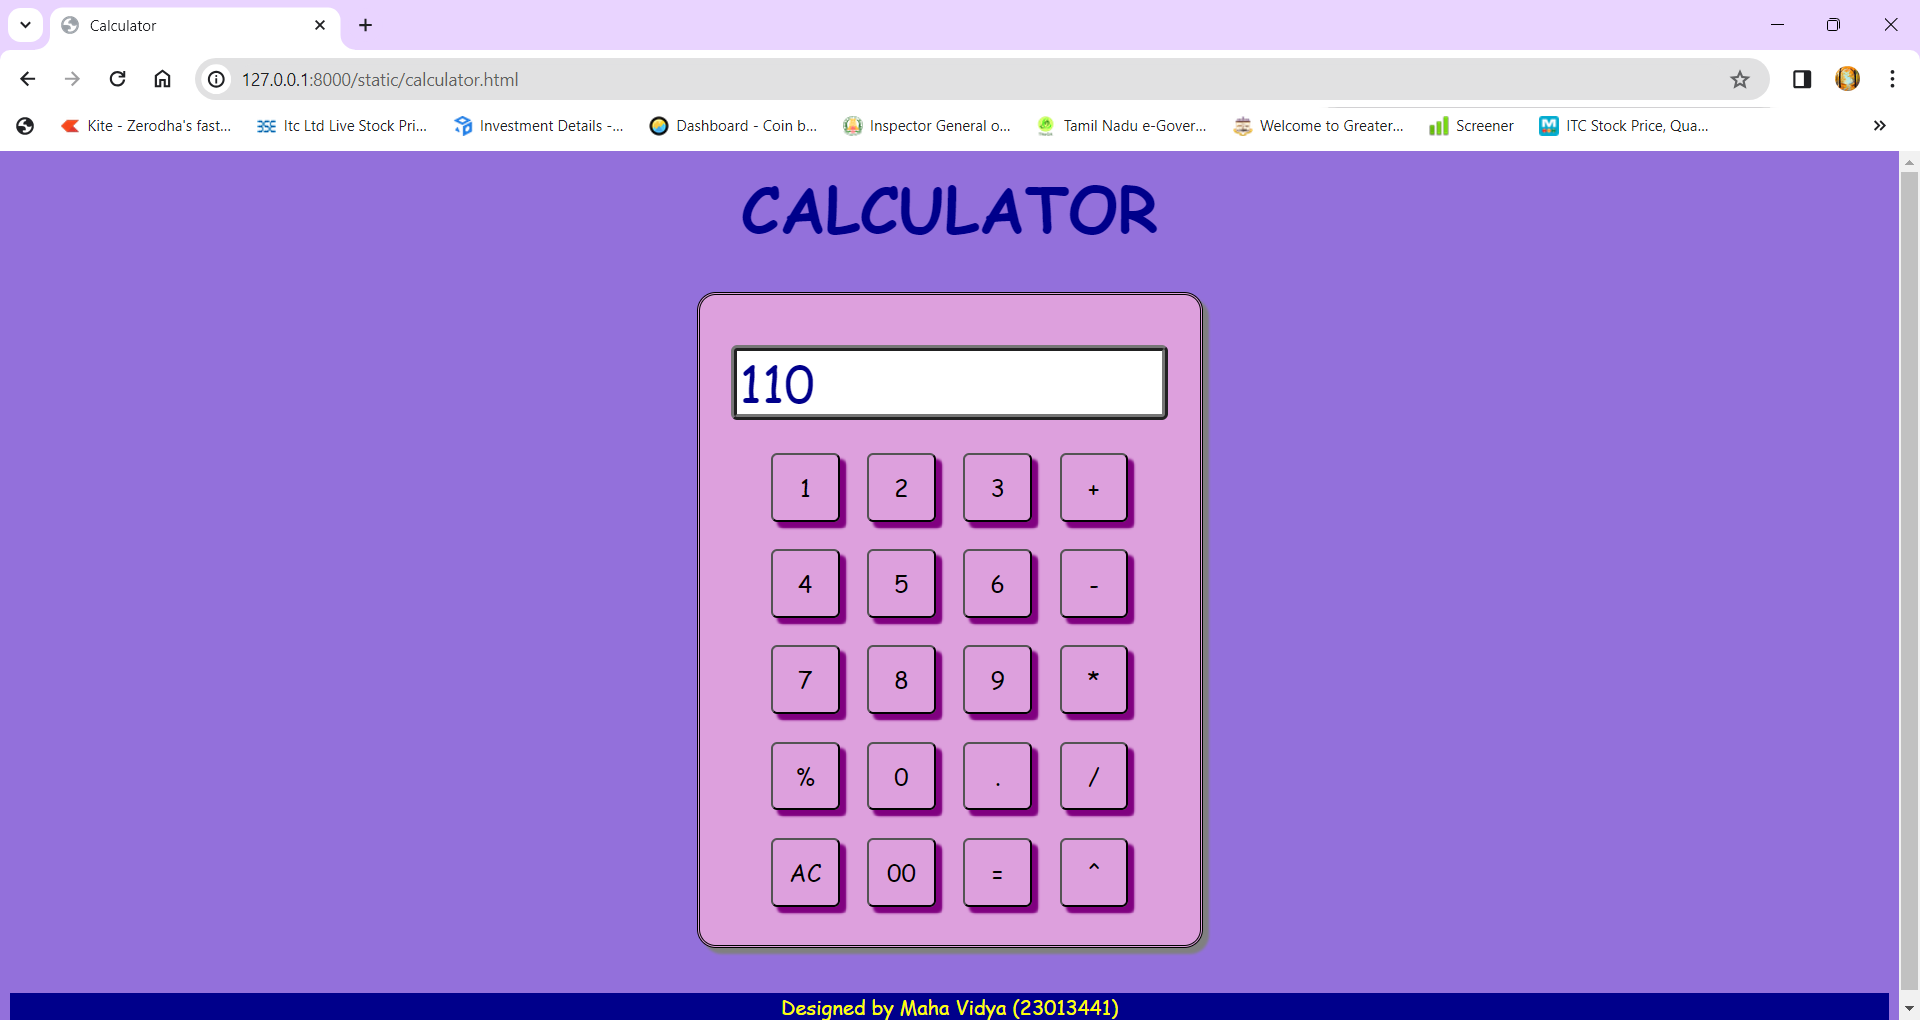 Calculator
127.0.0.1:8000/static/calculator.html
Kite - Zerodha's fast... Itc Ltd Live Stock Pri... Investment Details -... Dashboard - Coin b... Inspector General o... Tamil Nadu e-Gover... Welcome to Greater... Screener ITC Stock Price, Qua...
CALCULATOR
110
1 2 3 +
4 5 6 -
7 8 9 *
% 0 . /
AC 00 = ^
Designed by Maha Vidya (23013441)